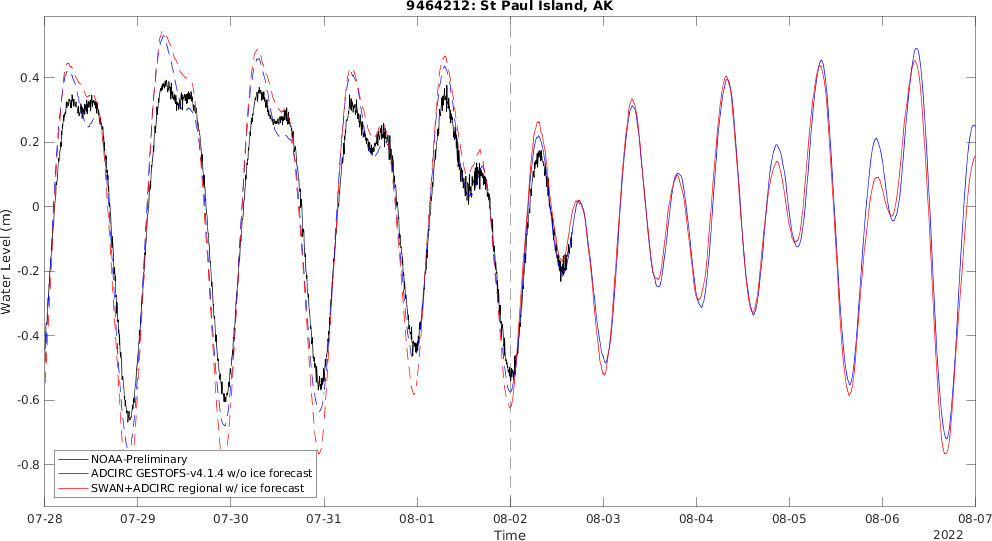 9464212: St Paul Island, AK
Water Level (m)
0.4
0.2
0
-0.2
-0.4
-0.6
-0.8
NOAA-Preliminary
ADCIRC GESTOFS-v4.1.4 w/o ice forecast
SWAN+ADCIRC regional w/ ice forecast
07-28 07-29 07-30 07-31 08-01 08-02 08-03 08-04 08-05 08-06 08-07
Time
2022